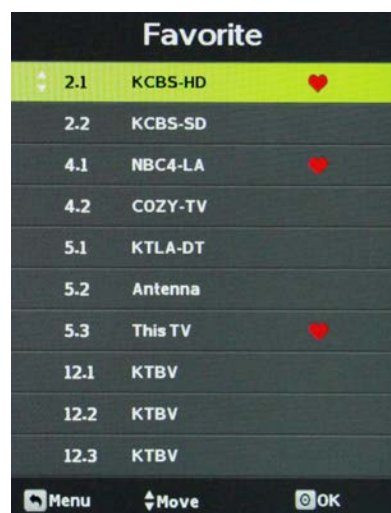 Favorite
2.1 KCBS-HD
2.2 KCBS-SD
4.1 NBC4-LA
4.2 COZY-TV
5.1 KTLA-DT
5.2 Antenna
5.3 This TV
12.1 KTBV
12.2 KTBV
12.3 KTBV
Menu Move OK